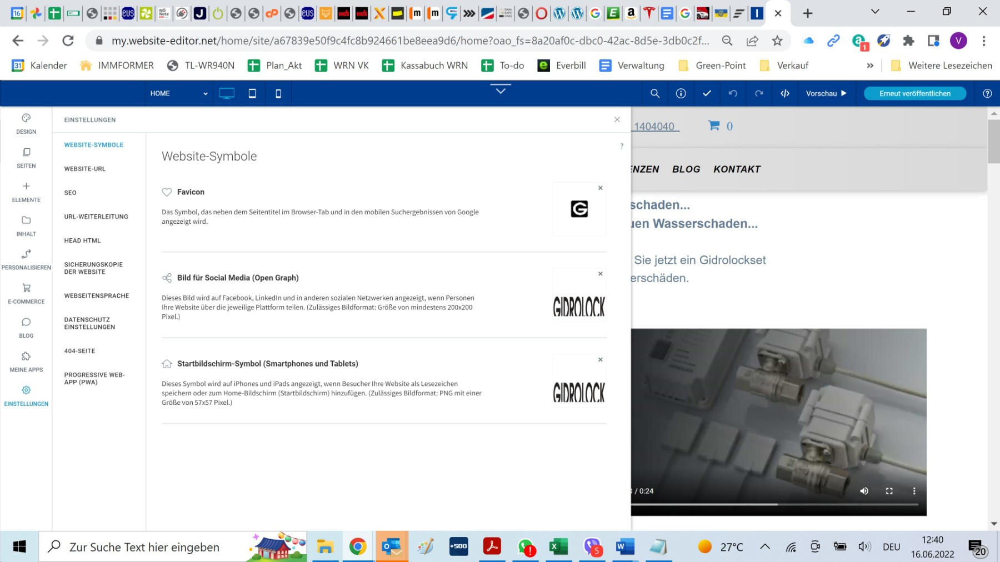 my.website-editor.net/home/site/a67839e50f9c4fc8b924661be8eea9d6/home?oao_fs=8a20af0c-dbc0-42ac-8d5e-3db0c2f...
Kalender IMMFORMER TL-WR940N Plan_Akt WRN VK Kassabuch WRN To-do Everbill Verwaltung Green-Point Verkauf » Weitere Lesezeichen
HOME Vorschau Erneut veröffentlichen
DESIGN
SEITEN
ELEMENTE
INHALT
PERSONALISIEREN
E-COMMERCE
BLOG
MEINE APPS
EINSTELLUNGEN
EINSTELLUNGEN
WEBSITE-SYMBOLE
WEBSITE-URL
SEO
URL-WEITERLEITUNG
HEAD HTML
SICHERUNGSKOPIE
DER WEBSITE
WEBSEITENSPRACHE
DATENSCHUTZ
EINSTELLUNGEN
404-SEITE
PROGRESSIVE WEB-
APP (PWA)
Website-Symbole
?
Favicon
Das Symbol, das neben dem Seitentitel im Browser-Tab und in den mobilen Suchergebnissen von Google
angezeigt wird.
G
Bild für Social Media (Open Graph)
Dieses Bild wird auf Facebook, LinkedIn und in anderen sozialen Netzwerken angezeigt, wenn Personen
Ihre Website über die jeweilige Plattform teilen. (Zulässiges Bildformat: Größe von mindestens 200x200
Pixel.)
GIDROLOCK
Startbildschirm-Symbol (Smartphones und Tablets)
Dieses Symbol wird auf iPhones und iPads angezeigt, wenn Besucher Ihre Website als Lesezeichen
speichern oder zum Home-Bildschirm (Startbildschirm) hinzufügen. (Zulässiges Bildformat: PNG mit einer
Größe von 57x57 Pixel.)
GIDROLOCK
1404040 0
ENZEN BLOG KONTAKT
schaden...
uen Wasserschaden...
Sie jetzt ein Gidrolockset
erschäden.
/ 0:24
Zur Suche Text hier eingeben
27°C DEU
12:40
16.06.2022
20